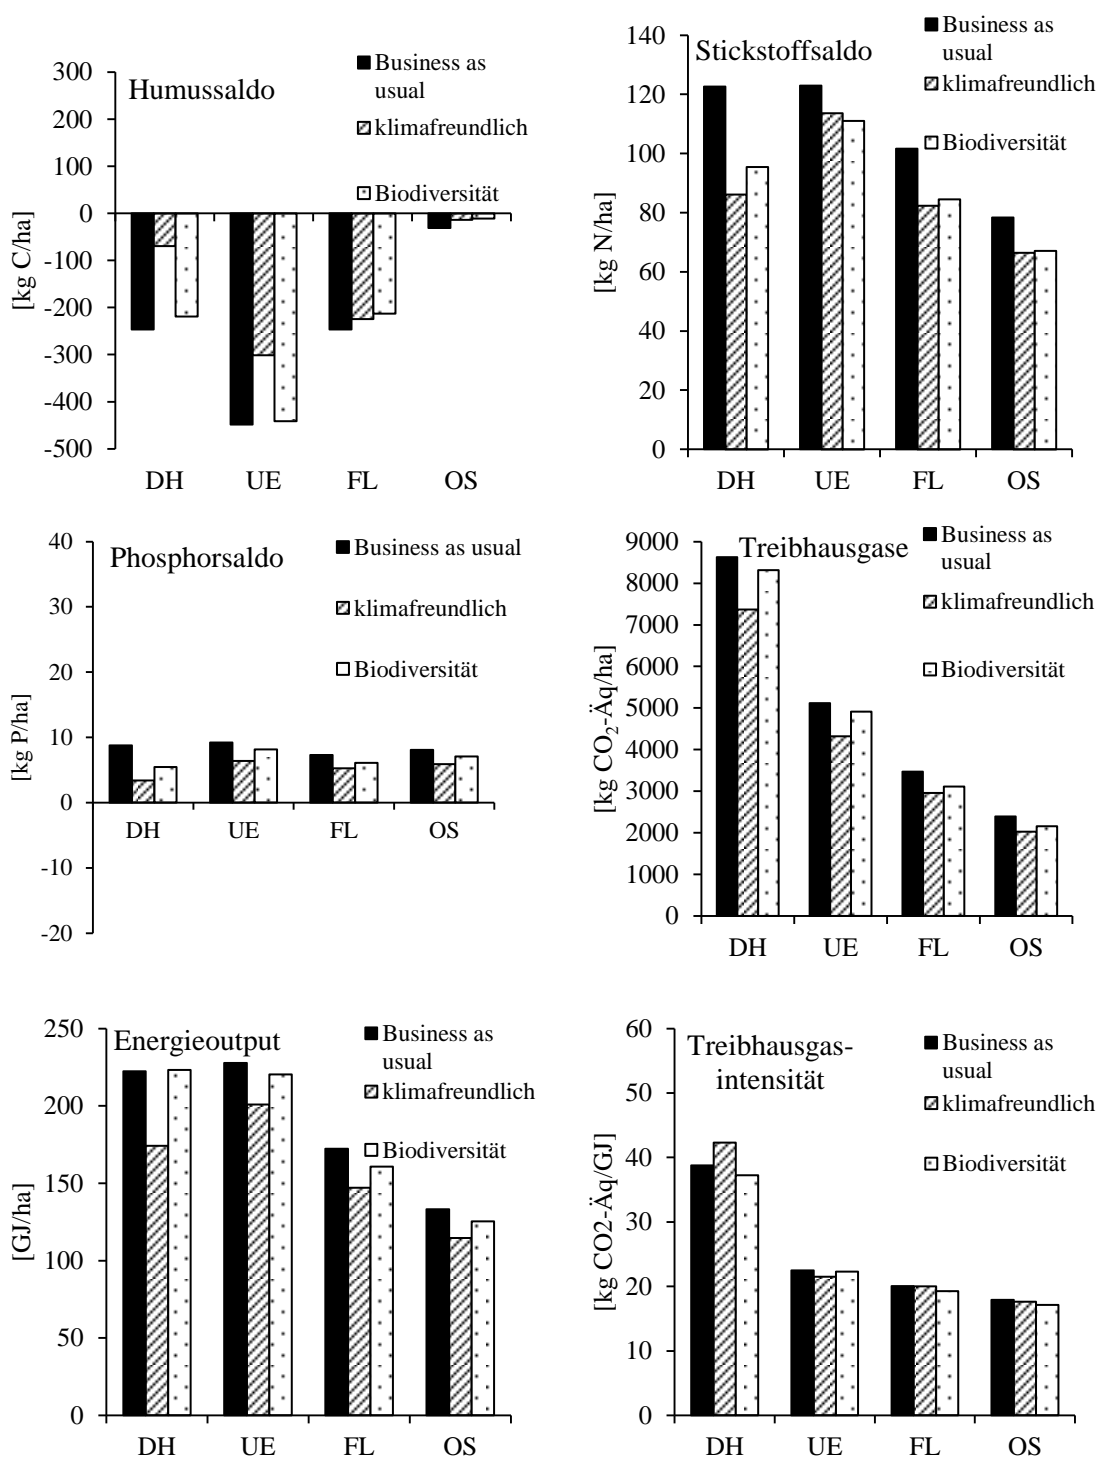 Humussaldo
[kg C/ha]
300
200
100
0
-100
-200
-300
-400
-500
DH UE FL OS
Business as
usual
klimafreundlich
Biodiversität
Stickstoffsaldo
[kg N/ha]
140
120
100
80
60
40
20
0
DH UE FL OS
Business as
usual
klimafreundlich
Biodiversität
Phosphorsaldo
[kg P/ha]
40
30
20
10
0
-10
-20
DH UE FL OS
Business as usual
klimafreundlich
Biodiversität
Treibhausgase
[kg CO₂-Äq/ha]
9000
8000
7000
6000
5000
4000
3000
2000
1000
0
DH UE FL OS
Business as
usual
klimafreundlich
Biodiversität
Energieoutput
[GJ/ha]
250
200
150
100
50
0
DH UE FL OS
Business as
usual
klimafreundlich
Biodiversität
Treibhausgas-
intensität
[kg CO2-Äq/GJ]
60
50
40
30
20
10
0
DH UE FL OS
Business as
usual
klimafreundlich
Biodiversität